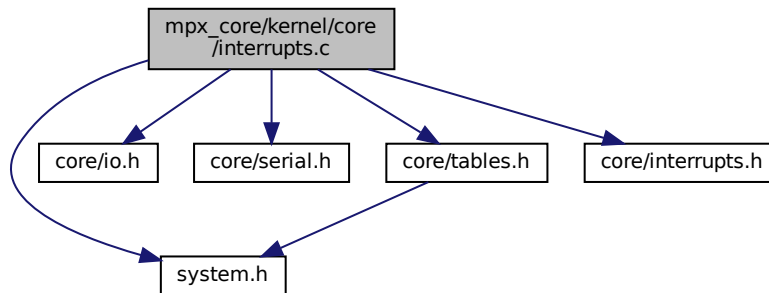 mpx_core/kernel/core
/interrupts.c
core/io.h
core/serial.h
core/tables.h
core/interrupts.h
system.h